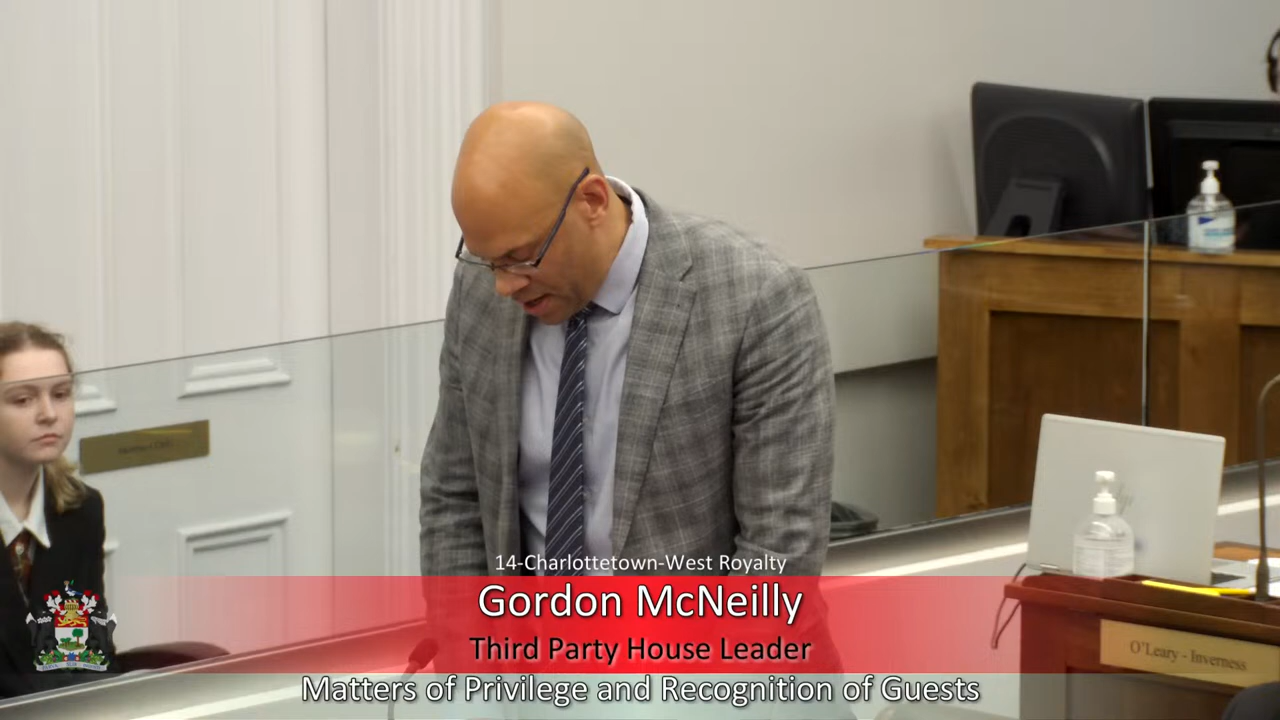 14-Charlottetown-West Royalty
Gordon McNeilly
Third Party House Leader
O'Leary - Inverness
Matters of Privilege and Recognition of Guests